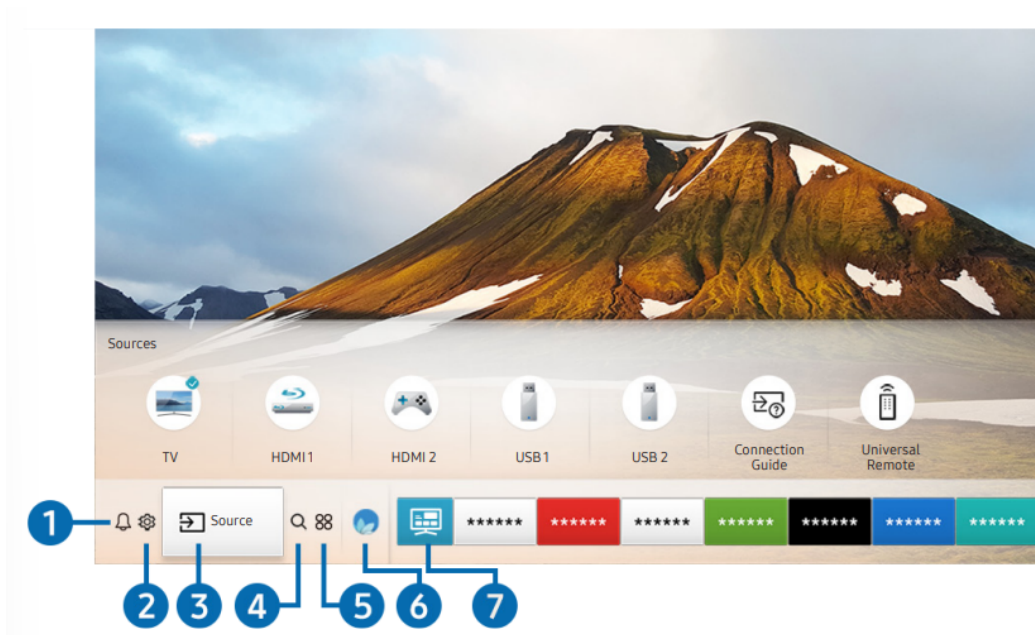 Sources
TV
HDMI 1
HDMI 2
USB 1
USB 2
Connection
Guide
Universal
Remote
1
Source
****** ****** ****** ****** ****** ****** ******
2 3 4 5 6 7